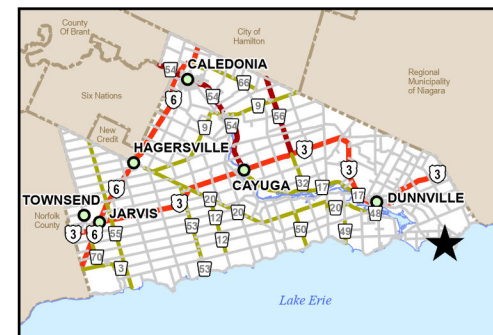 County
Of Brant
City of
Hamilton
CALEDONIA
54
66
Regional
Municipality
of Niagara
Six Nations
6
54
9
56
New
Credit
9
54
HAGERSVILLE
3
3
3
6
CAYUGA
32
17
17
DUNNVILLE
TOWNSEND
Norfolk
County
JARVIS
3
20
20
20
48
3
6
55
53
12
12
50
49
70
3
53
Lake Erie